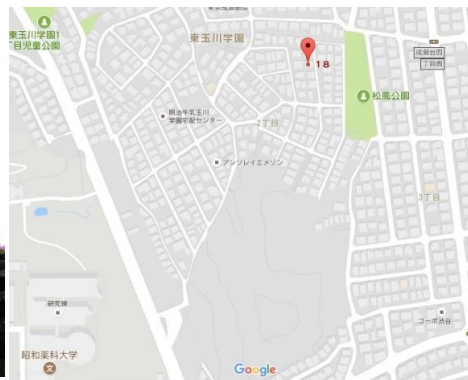 東玉川学園1
丁目児童公園
東玉川学園
成瀬台四
丁目西
18
松風公園
明治牛乳玉川
学園宅配センター
2丁目
アンソレイエメゾン
3丁目
研究棟
コーポ渋谷
昭和薬科大学
Google